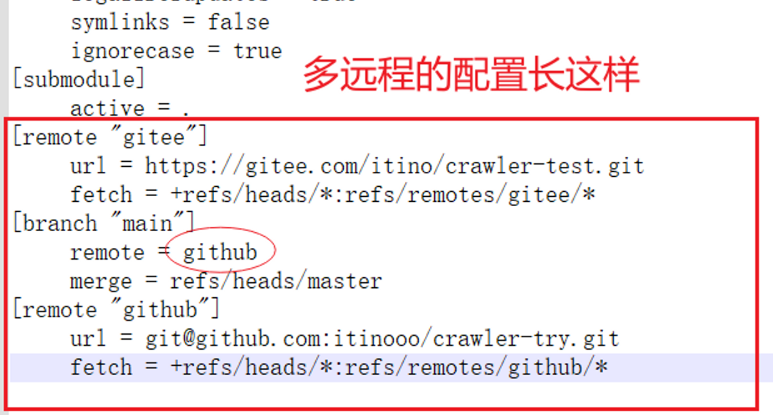 symlinks = false
ignorecase = true
多远程的配置长这样
[submodule]
active = .
[remote "gitee"]
url = https://gitee.com/itino/crawler-test.git
fetch = +refs/heads/*:refs/remotes/gitee/*
[branch "main"]
remote = github
merge = refs/heads/master
[remote "github"]
url = git@github.com:itinooo/crawler-try.git
fetch = +refs/heads/*:refs/remotes/github/*